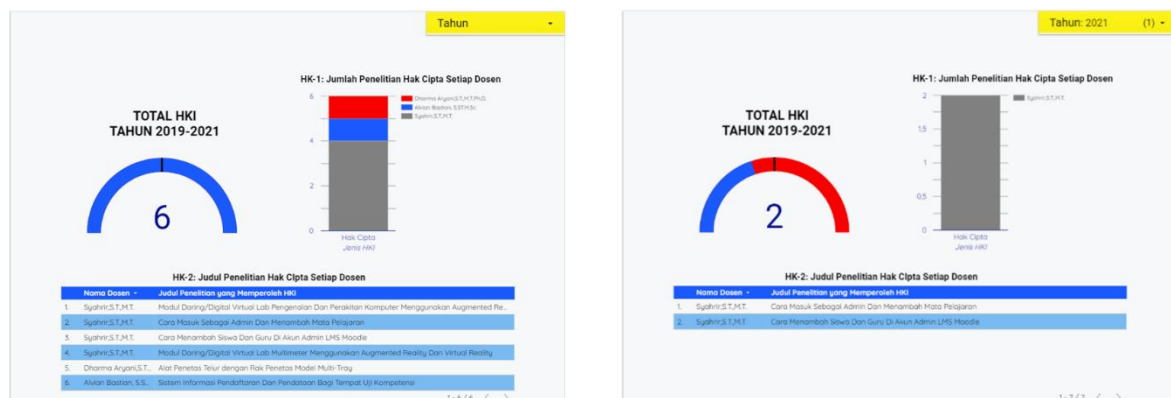 Tahun
TOTAL HKI
TAHUN 2019-2021
6
HK-1: Jumlah Penelitian Hak Cipta Setiap Dosen
6
4
2
0
Dharma Aryani,S.T.,M.T.,Ph.D.
Alvian Bastian, S.ST,M.Sc.
Syahrir,S.T.,M.T.
Hak Cipta
Jenis HKI
HK-2: Judul Penelitian Hak CIpta Setiap Dosen
Nama Dosen Judul Penelitian yang Memperoleh HKI
1. Syahrir,S.T.,M.T. Modul Daring/Digital Virtual Lab Pengenalan Dan Perakitan Komputer Menggunakan Augmented Re...
2. Syahrir,S.T.,M.T. Cara Masuk Sebagai Admin Dan Menambah Mata Pelajaran
3. Syahrir,S.T.,M.T. Cara Menambah Siswa Dan Guru Di Akun Admin LMS Moodle
4. Syahrir,S.T.,M.T. Modul Daring/Digital Virtual Lab Multimeter Menggunakan Augmented Reality Dan Virtual Reality
5. Dharma Aryani,S.T... Alat Penetas Telur dengan Rak Penetas Model Multi-Tray
6. Alvian Bastian, S.S... Sistem Informasi Pendaftaran Dan Pendataan Bagi Tempat Uji Kompetensi
Tahun: 2021 (1)
TOTAL HKI
TAHUN 2019-2021
2
HK-1: Jumlah Penelitian Hak Cipta Setiap Dosen
2
1,5
1
0,5
0
Syahrir,S.T.,M.T.
Hak Cipta
Jenis HKI
HK-2: Judul Penelitian Hak CIpta Setiap Dosen
Nama Dosen Judul Penelitian yang Memperoleh HKI
1. Syahrir,S.T.,M.T. Cara Masuk Sebagai Admin Dan Menambah Mata Pelajaran
2. Syahrir,S.T.,M.T. Cara Menambah Siswa Dan Guru Di Akun Admin LMS Moodle